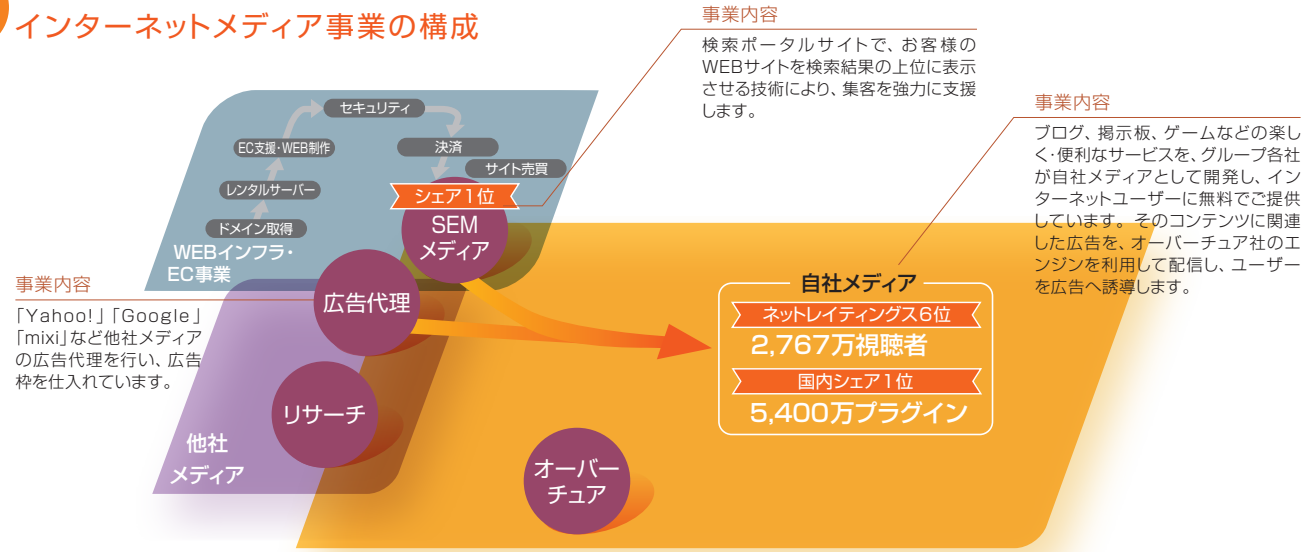 インターネットメディア事業の構成
事業内容
検索ポータルサイトで、お客様の
WEBサイトを検索結果の上位に表示
させる技術により、集客を強力に支援
します。
事業内容
ブログ、掲示板、ゲームなどの楽し
く・便利なサービスを、グループ各社
が自社メディアとして開発し、イン
ターネットユーザーに無料でご提供
しています。そのコンテンツに関連
した広告を、オーバーチュア社のエ
ンジンを利用して配信し、ユーザー
を広告へ誘導します。
セキュリティ
EC支援・WEB制作
決済
サイト売買
レンタルサーバー
シェア1位
ドメイン取得
SEM
メディア
WEBインフラ・
EC事業
事業内容
「Yahoo!」「Google」
「mixi」など他社メディア
の広告代理を行い、広告
枠を仕入れています。
広告代理
自社メディア
ネットレイティングス6位
2,767万視聴者
国内シェア1位
5,400万プラグイン
リサーチ
他社
メディア
オーバー
チュア